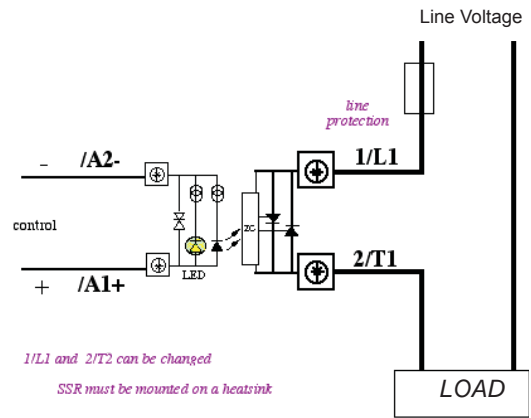 Line Voltage
line
protection
- /A2-
1/L1
control
ZC
LED
+ /A1+
2/T1
1/L1 and 2/T2 can be changed
SSR must be mounted on a heatsink
LOAD